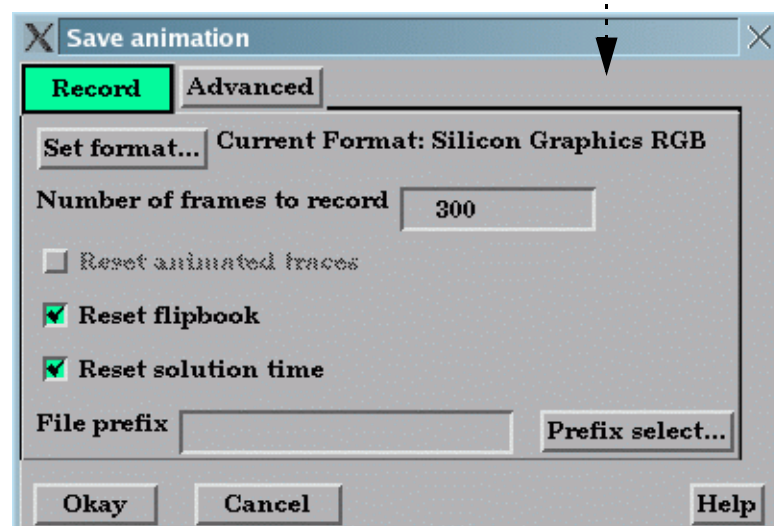 Save animation
Record Advanced
Set format... Current Format: Silicon Graphics RGB
Number of frames to record 300
Reset animated traces
Reset flipbook
Reset solution time
File prefix Prefix select...
Okay Cancel Help